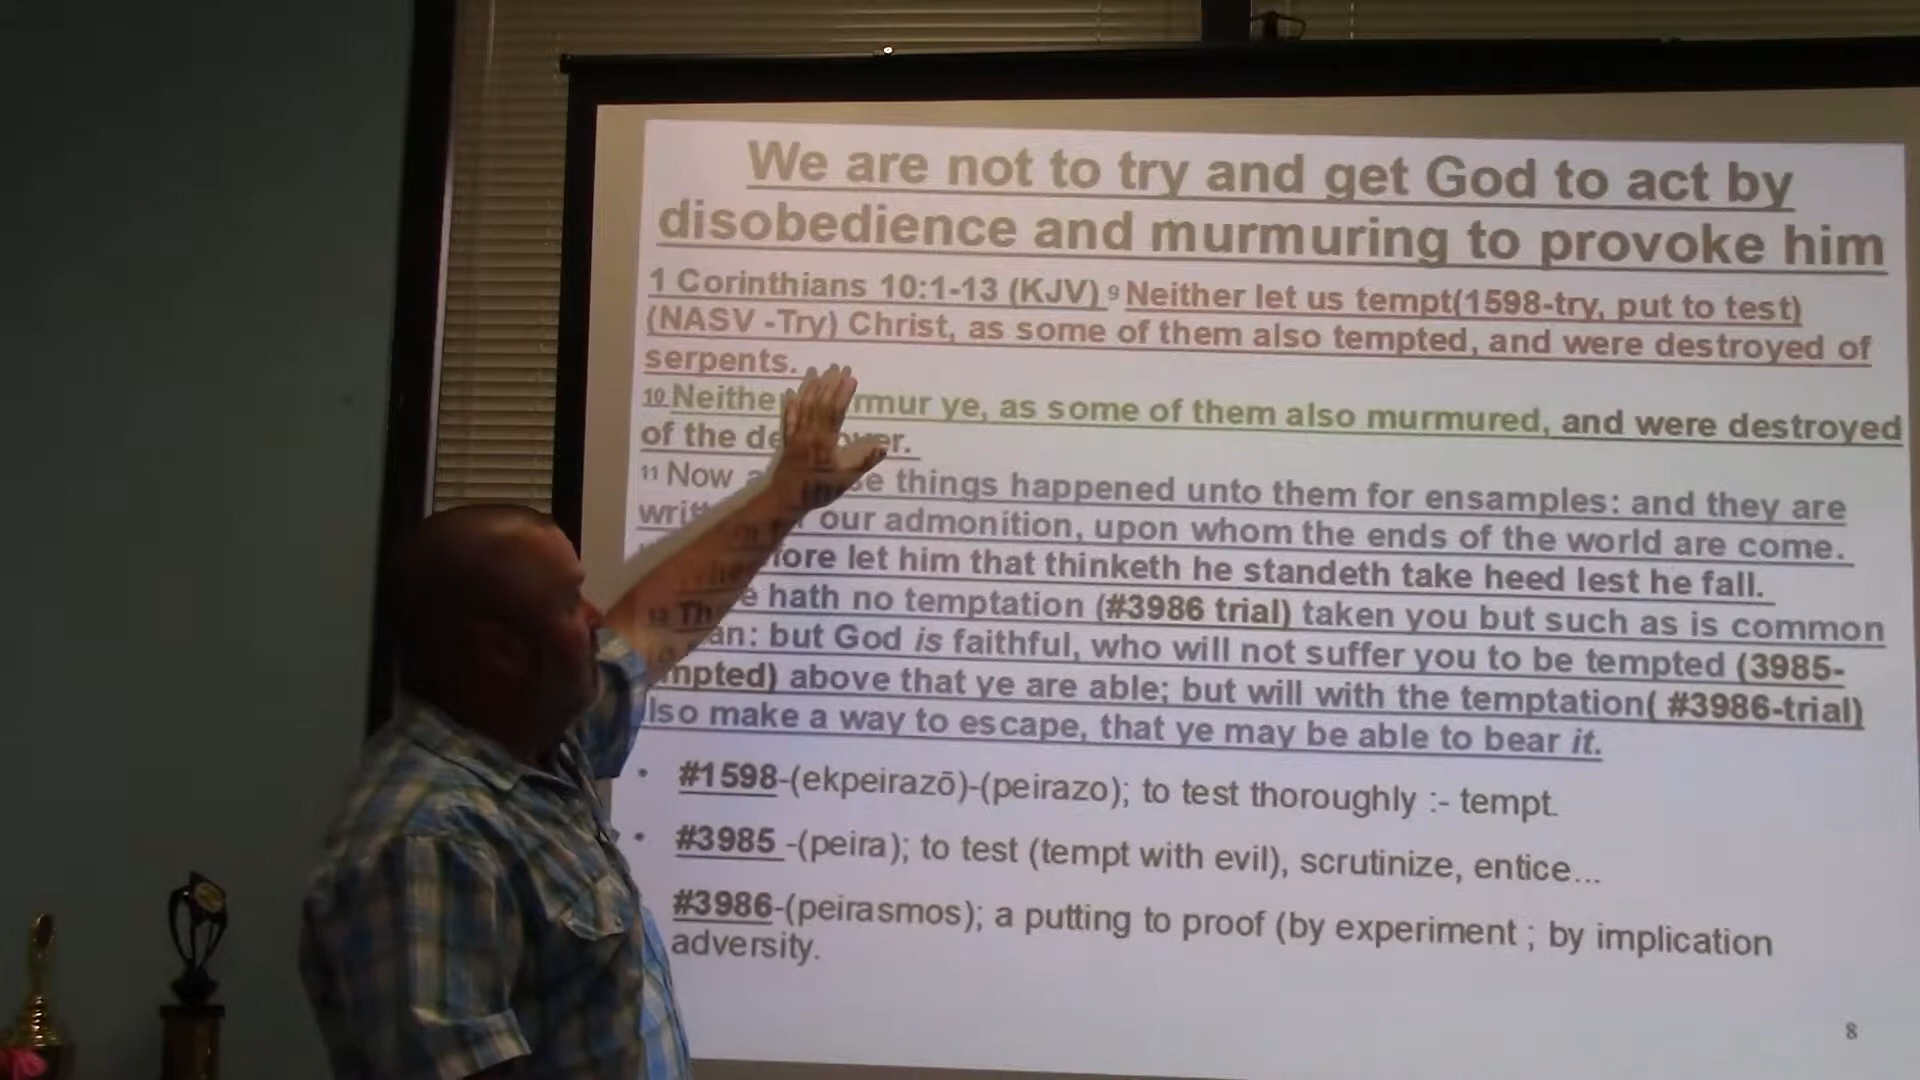 We are not to try and get God to act by
disobedience and murmuring to provoke him
1 Corinthians 10:1-13 (KJV) 9 Neither let us tempt(1598-try, put to test)
(NASV -Try) Christ, as some of them also tempted, and were destroyed of
serpents.
10 Neithe rmur ye, as some of them also murmured, and were destroyed
of the de er.
11 Now things happened unto them for ensamples: and they are
our admonition, upon whom the ends of the world are come.
fore let him that thinketh he standeth take heed lest he fall.
13 Th e hath no temptation (#3986 trial) taken you but such as is common
an: but God is faithful, who will not suffer you to be tempted (3985-
mpted) above that ye are able; but will with the temptation( #3986-trial)
lso make a way to escape, that ye may be able to bear it.
• #1598-(ekpeirazō)-(peirazo); to test thoroughly :- tempt.
• #3985 -(peira); to test (tempt with evil), scrutinize, entice...
#3986-(peirasmos); a putting to proof (by experiment ; by implication
adversity.
8